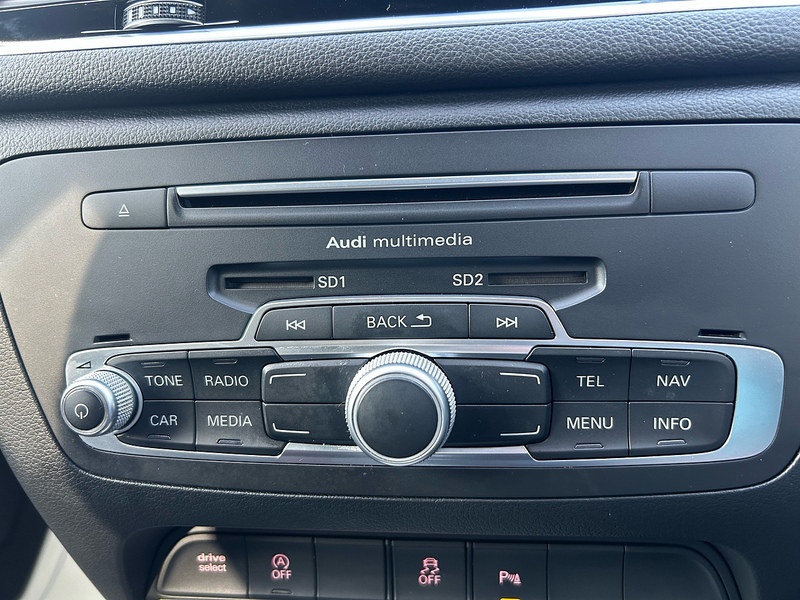 Audi multimedia
SD1 SD2
BACK
TONE RADIO TEL NAV
CAR MEDIA MENU INFO
drive
select
A
OFF
OFF
P